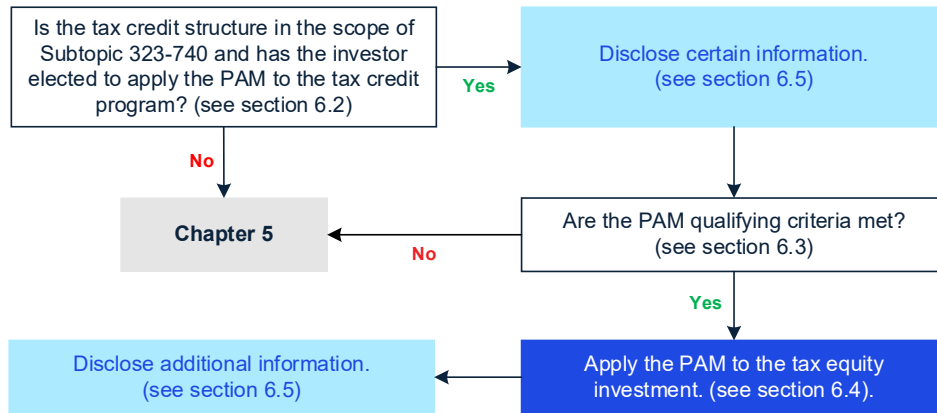 Is the tax credit structure in the scope of
Subtopic 323-740 and has the investor
elected to apply the PAM to the tax credit
program? (see section 6.2)
Yes
Disclose certain information.
(see section 6.5)
No
Chapter 5
No
Are the PAM qualifying criteria met?
(see section 6.3)
Yes
Disclose additional information.
(see section 6.5)
Apply the PAM to the tax equity
investment. (see section 6.4).